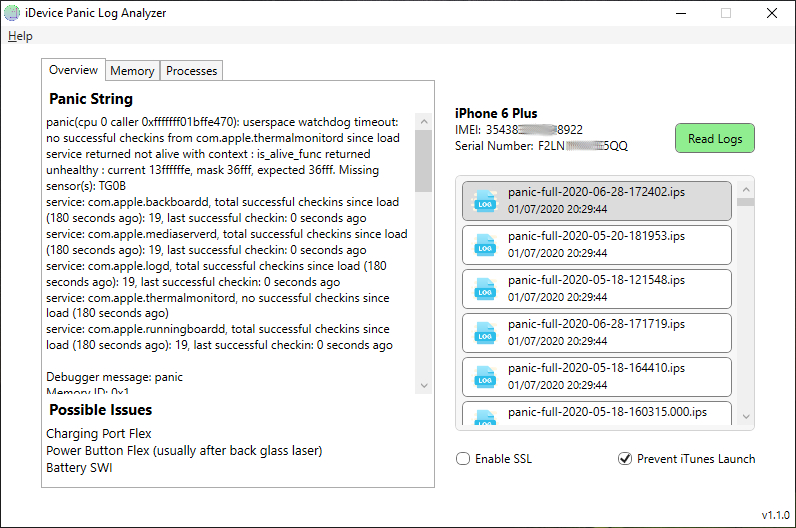 iDevice Panic Log Analyzer
Help
Overview
Memory
Processes
Panic String
panic(cpu 0 caller 0xfffffff01bffe470): userspace watchdog timeout:
no successful checkins from com.apple.thermalmonitord since load
service returned not alive with context : is_alive_func returned
unhealthy : current 13ffffffe, mask 36fff, expected 36fff. Missing
sensor(s): TG0B
service: com.apple.backboardd, total successful checkins since load
(180 seconds ago): 19, last successful checkin: 0 seconds ago
service: com.apple.mediaserverd, total successful checkins since load
(180 seconds ago): 19, last successful checkin: 0 seconds ago
service: com.apple.logd, total successful checkins since load (180
seconds ago): 19, last successful checkin: 0 seconds ago
service: com.apple.thermalmonitord, no successful checkins since
load (180 seconds ago)
service: com.apple.runningboardd, total successful checkins since
load (180 seconds ago): 19, last successful checkin: 0 seconds ago
Debugger message: panic
Memory ID: 0x1
Possible Issues
Charging Port Flex
Power Button Flex (usually after back glass laser)
Battery SWI
iPhone 6 Plus
IMEI: 35438 8922
Serial Number: F2LN 5QQ
Read Logs
LOG
panic-full-2020-06-28-172402.ips
01/07/2020 20:29:44
LOG
panic-full-2020-05-20-181953.ips
01/07/2020 20:29:44
LOG
panic-full-2020-05-18-121548.ips
01/07/2020 20:29:44
LOG
panic-full-2020-06-28-171719.ips
01/07/2020 20:29:44
LOG
panic-full-2020-05-18-164410.ips
01/07/2020 20:29:44
LOG
panic-full-2020-05-18-160315.000.ips
Enable SSL
Prevent iTunes Launch
v1.1.0